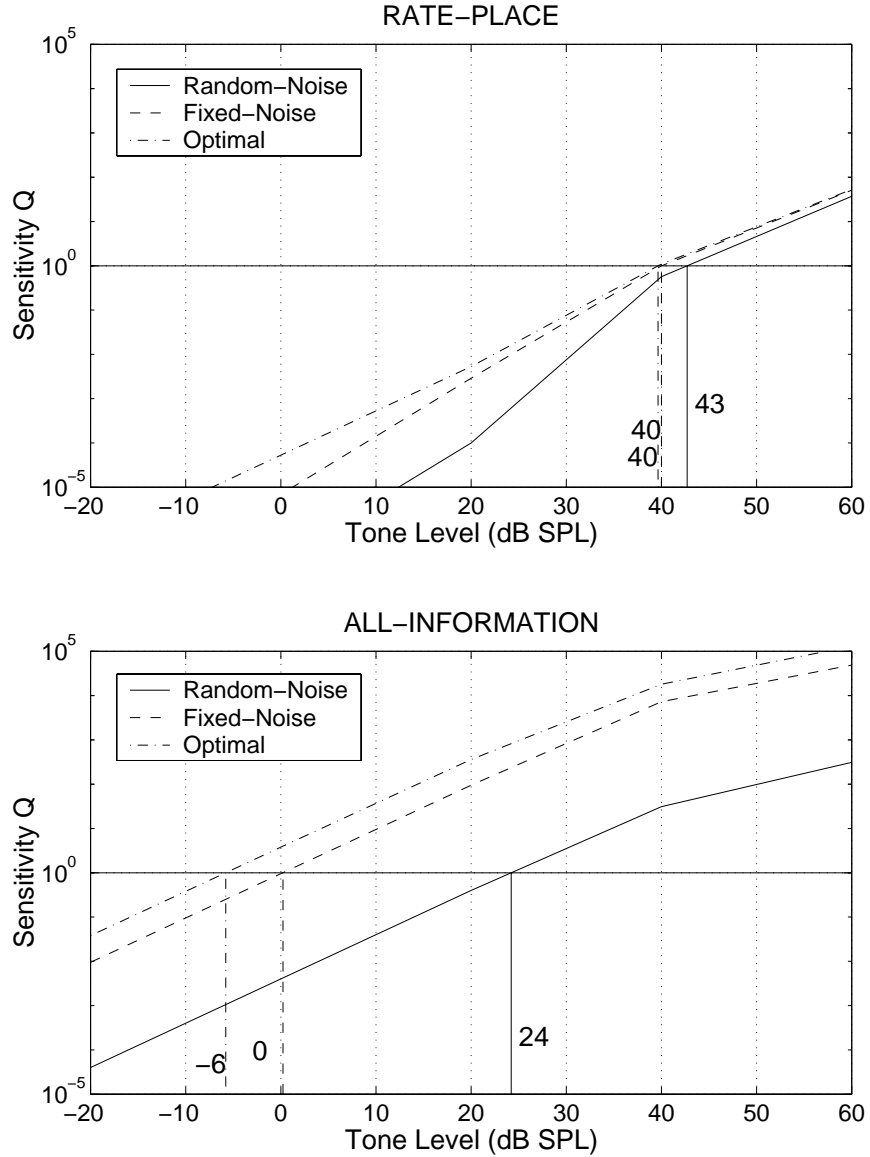 RATE−PLACE
10^5
Random−Noise
Fixed−Noise
Optimal
Sensitivity Q
10^0
43
40
40
10^−5
−20 −10 0 10 20 30 40 50 60
Tone Level (dB SPL)
ALL−INFORMATION
10^5
Random−Noise
Fixed−Noise
Optimal
Sensitivity Q
10^0
−6 0 24
10^−5
−20 −10 0 10 20 30 40 50 60
Tone Level (dB SPL)